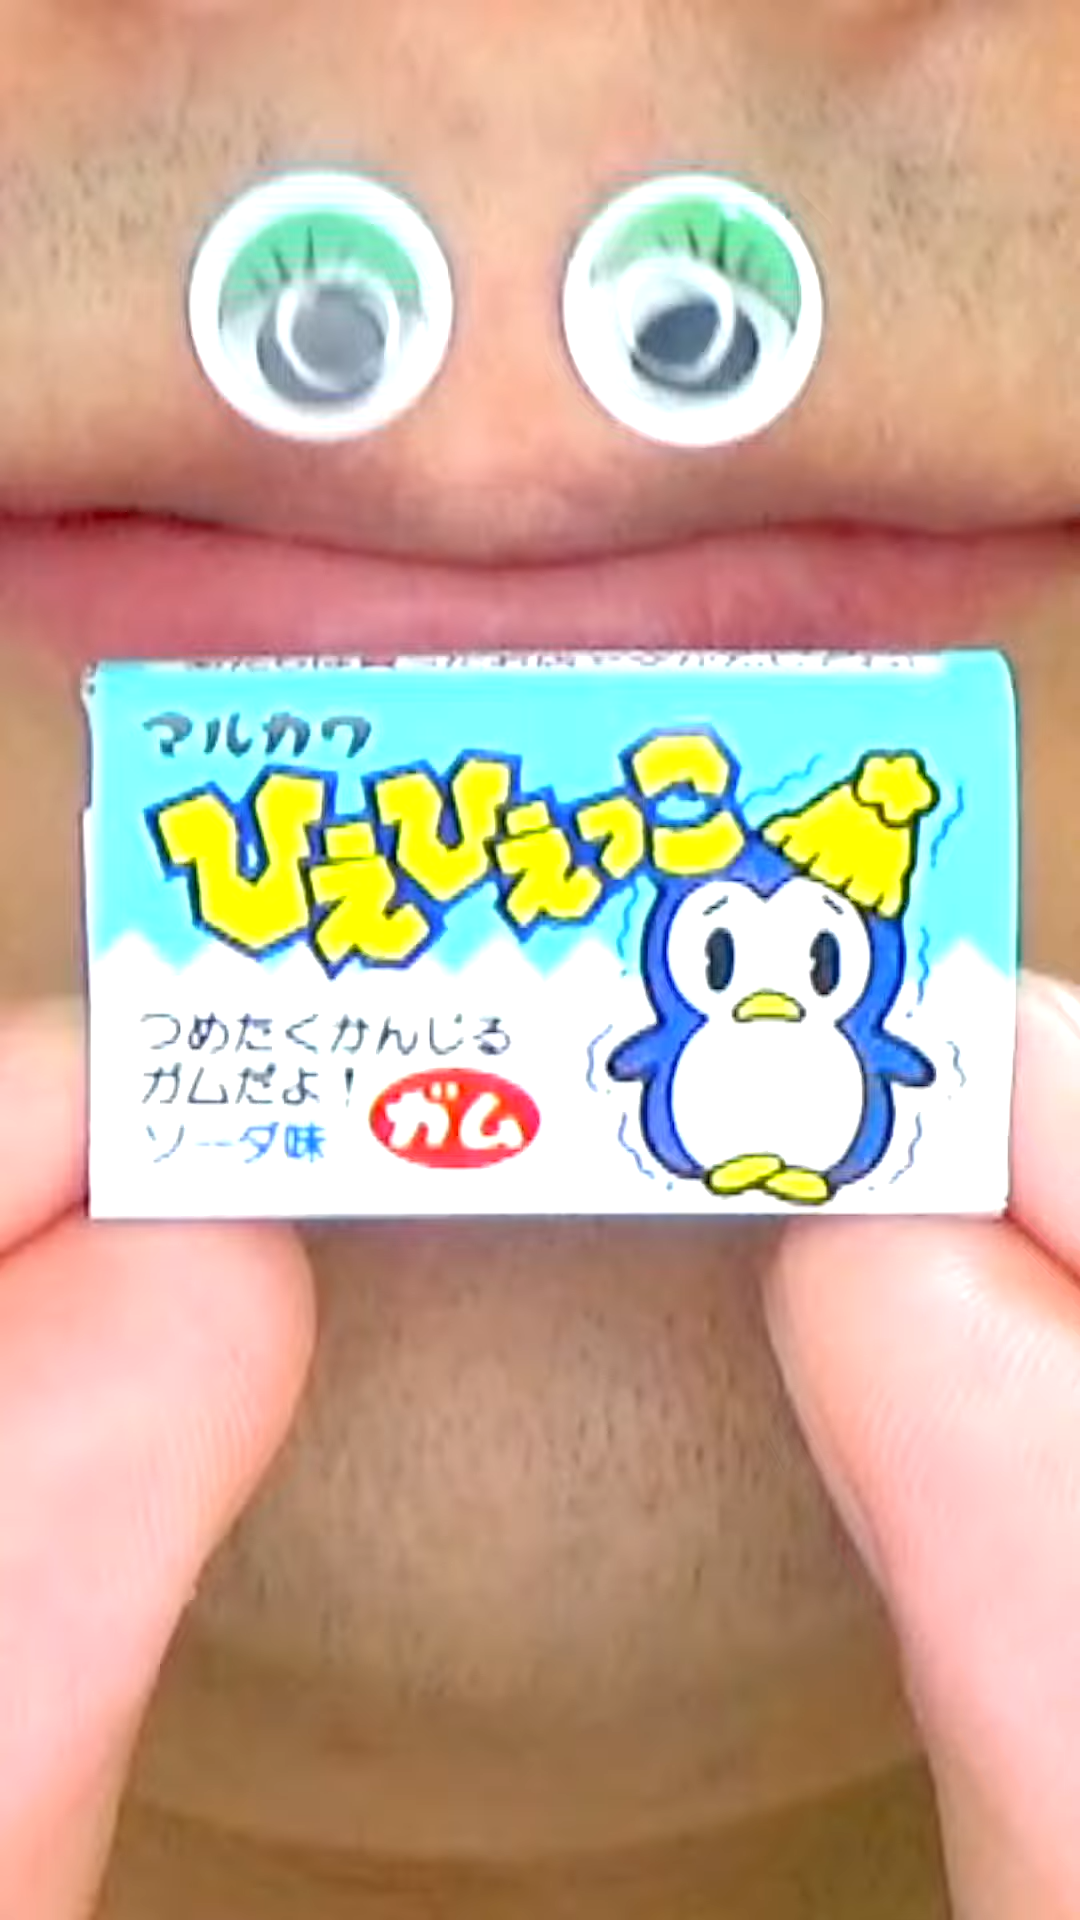 マルカワ
ひえひえっこ
つめたくかんじる
ガムだよ！
ソーダ味
ガム